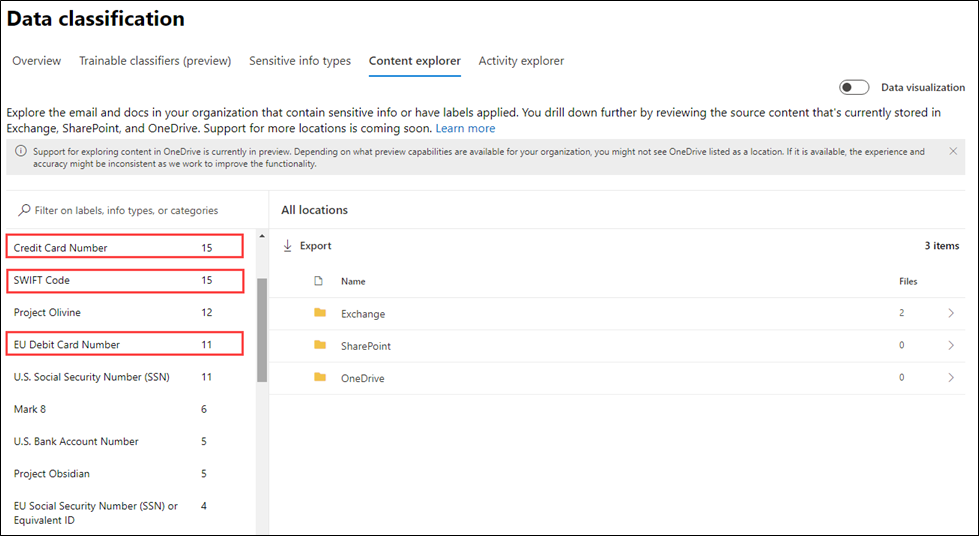 Data classification
Overview Trainable classifiers (preview) Sensitive info types Content explorer Activity explorer
Data visualization
Explore the email and docs in your organization that contain sensitive info or have labels applied. You drill down further by reviewing the source content that's currently stored in
Exchange, SharePoint, and OneDrive. Support for more locations is coming soon. Learn more
Support for exploring content in OneDrive is currently in preview. Depending on what preview capabilities are available for your organization, you might not see OneDrive listed as a location. If it is available, the experience and
accuracy might be inconsistent as we work to improve the functionality.
Filter on labels, info types, or categories
Credit Card Number 15
SWIFT Code 15
Project Olivine 12
EU Debit Card Number 11
U.S. Social Security Number (SSN) 11
Mark 8 6
U.S. Bank Account Number 5
Project Obsidian 5
EU Social Security Number (SSN) or 4
Equivalent ID
All locations
Export 3 items
Name Files
Exchange 2
SharePoint 0
OneDrive 0